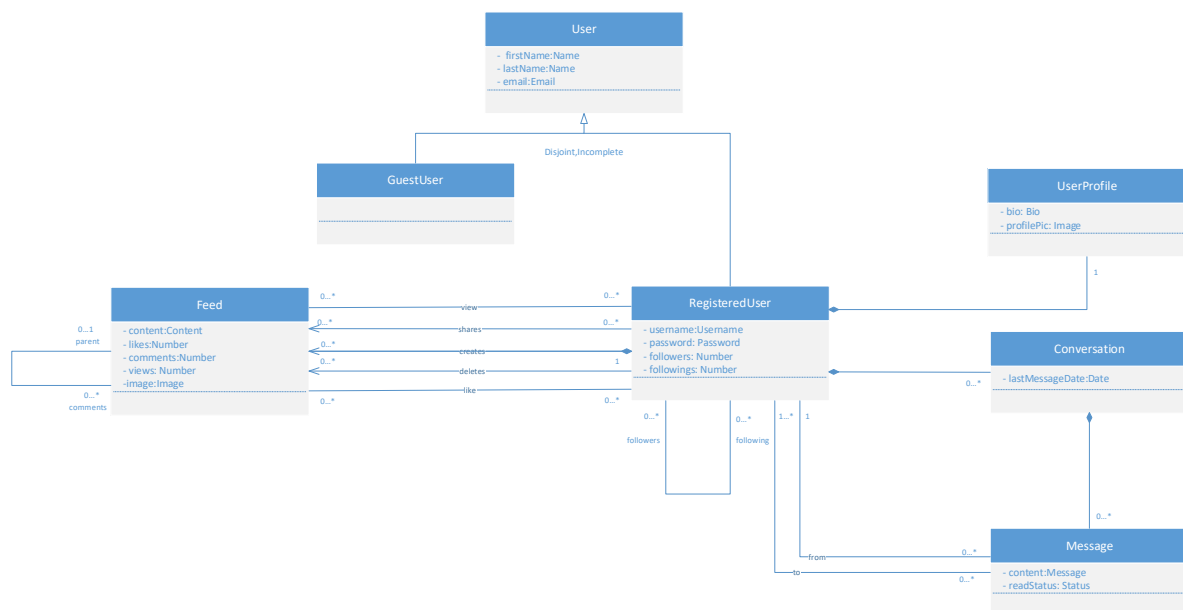 User
- firstName:Name
- lastName:Name
- email:Email
Disjoint,Incomplete
GuestUser
UserProfile
- bio: Bio
- profilePic: Image
1
Feed
- content:Content
- likes:Number
- comments:Number
- views: Number
-image:Image
0...1
parent
0...*
comments
0...*
view
0...*
0...*
shares
0...*
0...*
creates
1
0...*
deletes
like
0...*
0...*
RegisteredUser
- username:Username
- password: Password
- followers: Number
- followings: Number
0...*
followers
0...*
following
1...*
1
Conversation
- lastMessageDate:Date
0...*
0...*
Message
- content:Message
- readStatus: Status
from
0...*
to
0...*